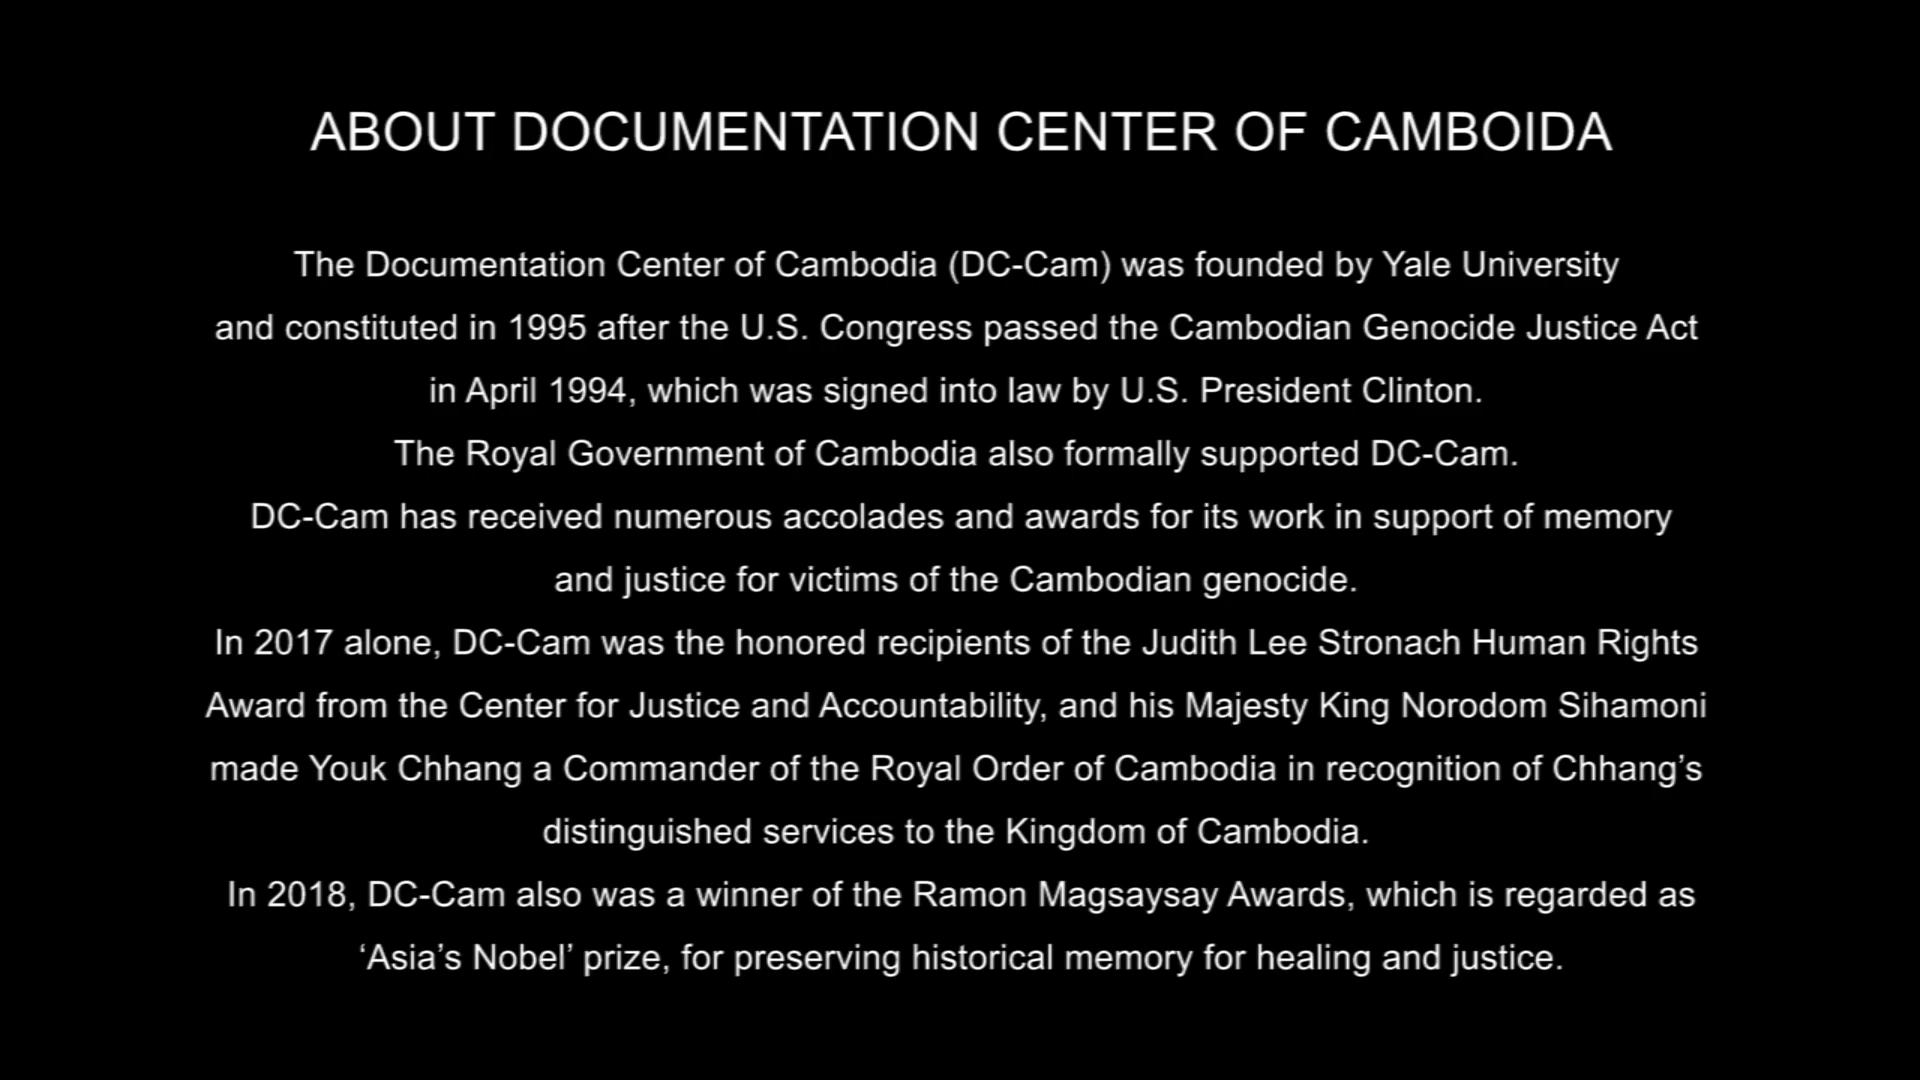 ABOUT DOCUMENTATION CENTER OF CAMBOIDA
The Documentation Center of Cambodia (DC-Cam) was founded by Yale University
and constituted in 1995 after the U.S. Congress passed the Cambodian Genocide Justice Act
in April 1994, which was signed into law by U.S. President Clinton.
The Royal Government of Cambodia also formally supported DC-Cam.
DC-Cam has received numerous accolades and awards for its work in support of memory
and justice for victims of the Cambodian genocide.
In 2017 alone, DC-Cam was the honored recipients of the Judith Lee Stronach Human Rights
Award from the Center for Justice and Accountability, and his Majesty King Norodom Sihamoni
made Youk Chhang a Commander of the Royal Order of Cambodia in recognition of Chhang’s
distinguished services to the Kingdom of Cambodia.
In 2018, DC-Cam also was a winner of the Ramon Magsaysay Awards, which is regarded as
‘Asia’s Nobel’ prize, for preserving historical memory for healing and justice.